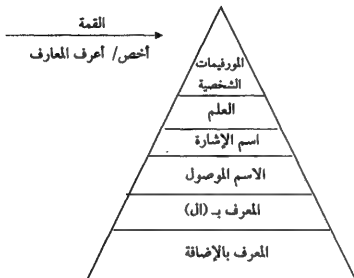 القمة
أخص/ أعرف المعارف
المورفيمات
الشخصية
العلم
اسم الإشارة
الاسم الموصول
المعرف بـ (ال)
المعرف بالإضافة